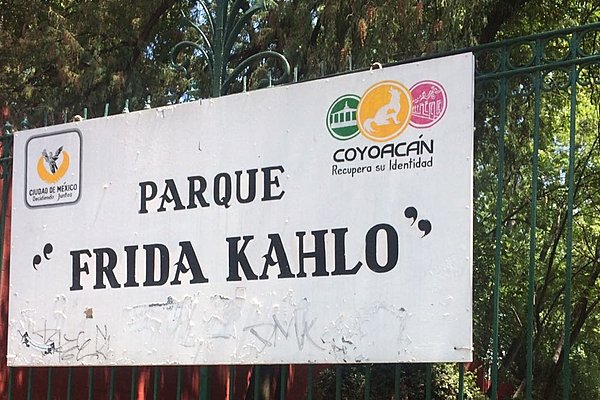 CIUDAD DE MÉXICO
Decidiendo Juntos
COYOACÁN
Recupera su Identidad
PARQUE
"FRIDA KAHLO"